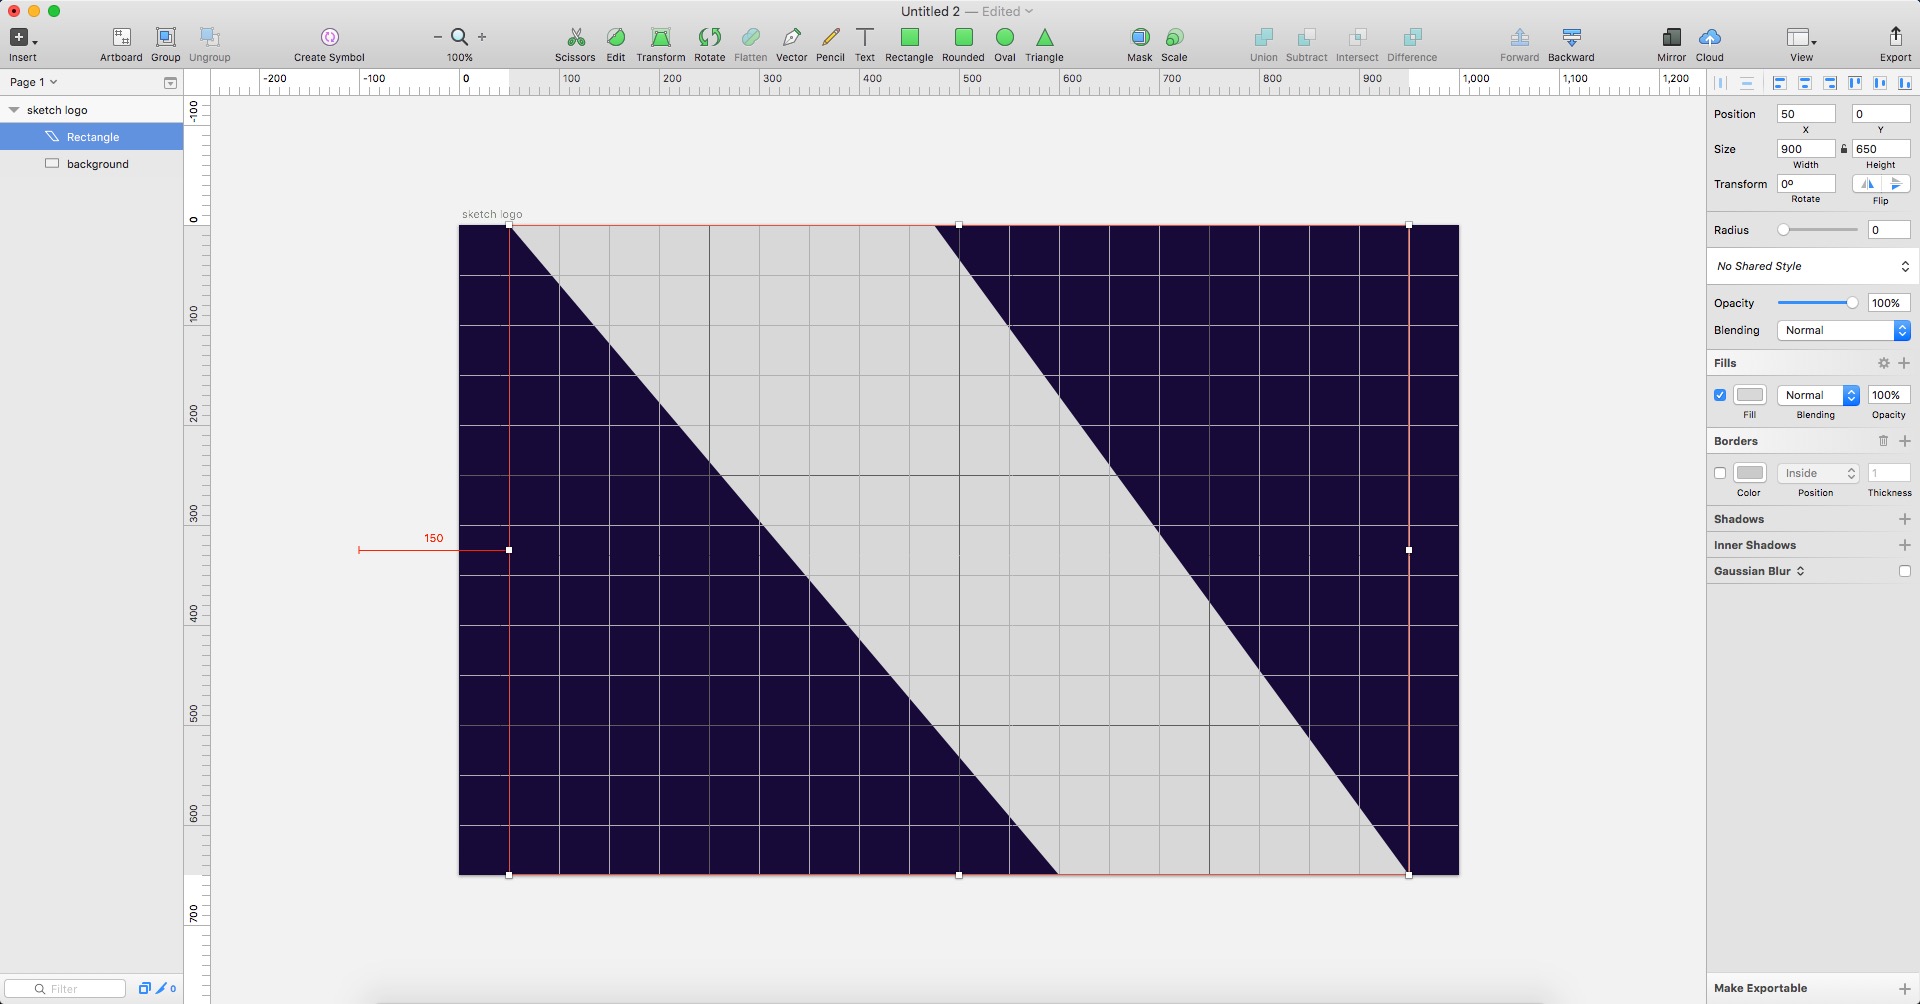 Untitled 2 — Edited
Insert
Artboard
Group
Ungroup
Create Symbol
100%
Scissors
Edit
Transform
Rotate
Flatten
Vector
Pencil
Text
Rectangle
Rounded
Oval
Triangle
Mask
Scale
Union
Subtract
Intersect
Difference
Forward
Backward
Mirror
Cloud
View
Export
Page 1
-200
-100
0
100
200
300
400
500
600
700
800
900
1,000
1,100
1,200
sketch logo
Rectangle
background
-100
0
100
200
300
400
500
600
700
sketch logo
150
Position
50
0
X
Y
Size
900
650
Width
Height
Transform
0º
Rotate
Flip
Radius
0
No Shared Style
Opacity
100%
Blending
Normal
Fills
Normal
100%
Fill
Blending
Opacity
Borders
Inside
1
Color
Position
Thickness
Shadows
Inner Shadows
Gaussian Blur
Filter
0
Make Exportable